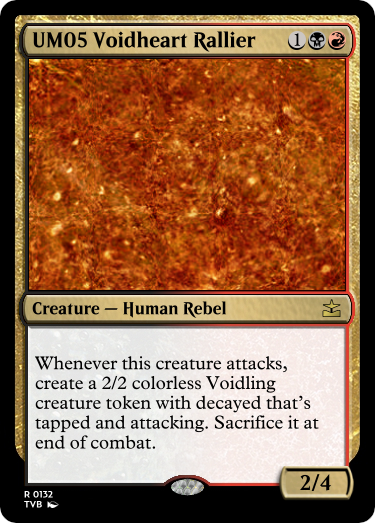 UM05 Voidheart Rallier 1
Creature — Human Rebel
Whenever this creature attacks,
create a 2/2 colorless Voidling
creature token with decayed that's
tapped and attacking. Sacrifice it at
end of combat.
2/4
R 0132
TVB